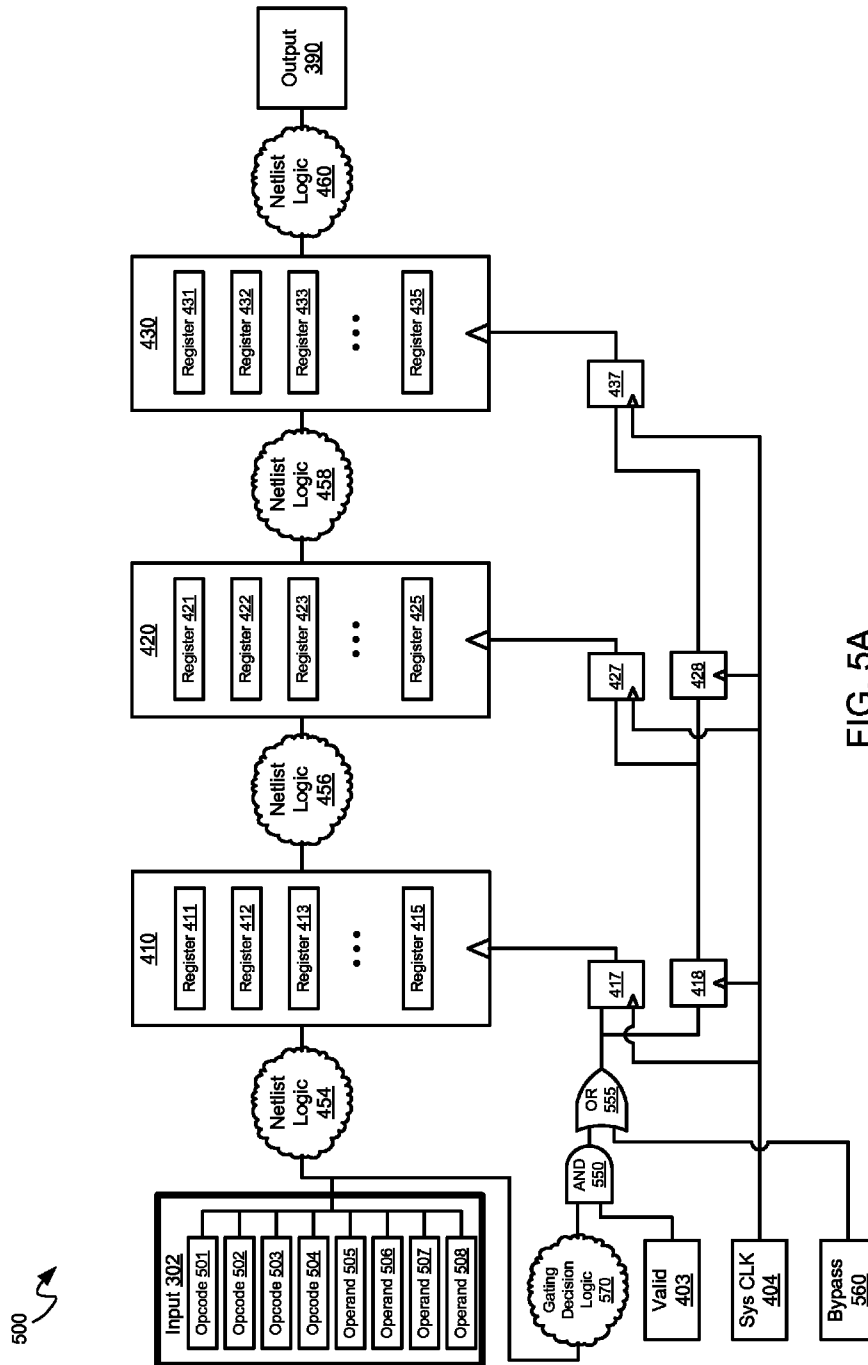 500
Input 302
Opcode 501
Opcode 502
Opcode 503
Opcode 504
Operand 505
Operand 506
Operand 507
Operand 508
Netlist
Logic
454
410
Register 411
Register 412
Register 413
•••
Register 415
Netlist
Logic
456
420
Register 421
Register 422
Register 423
•••
Register 425
Netlist
Logic
458
430
Register 431
Register 432
Register 433
•••
Register 435
Netlist
Logic
460
Output
390
Gating
Decision
Logic
570
AND
550
OR
555
417
418
427
428
437
Valid
403
Sys CLK
404
Bypass
560
FIG. 5A